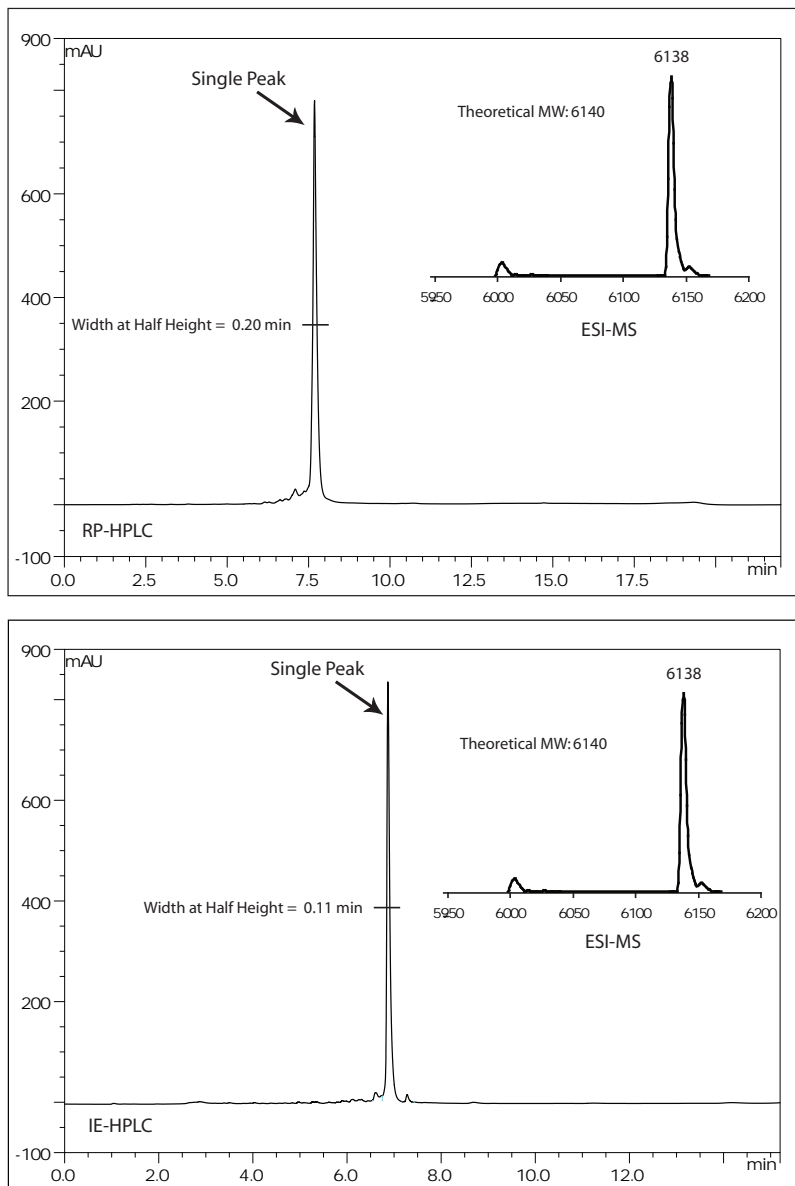 900
mAU
Single Peak
6138
Theoretical MW: 6140
600
5950 6000 6050 6100 6150 6200
ESI-MS
400
Width at Half Height = 0.20 min
200
RP-HPLC
-100
min
0.0 2.5 5.0 7.5 10.0 12.5 15.0 17.5
900
mAU
Single Peak
6138
Theoretical MW: 6140
600
5950 6000 6050 6100 6150 6200
ESI-MS
400
Width at Half Height = 0.11 min
200
IE-HPLC
-100
min
0.0 2.0 4.0 6.0 8.0 10.0 12.0